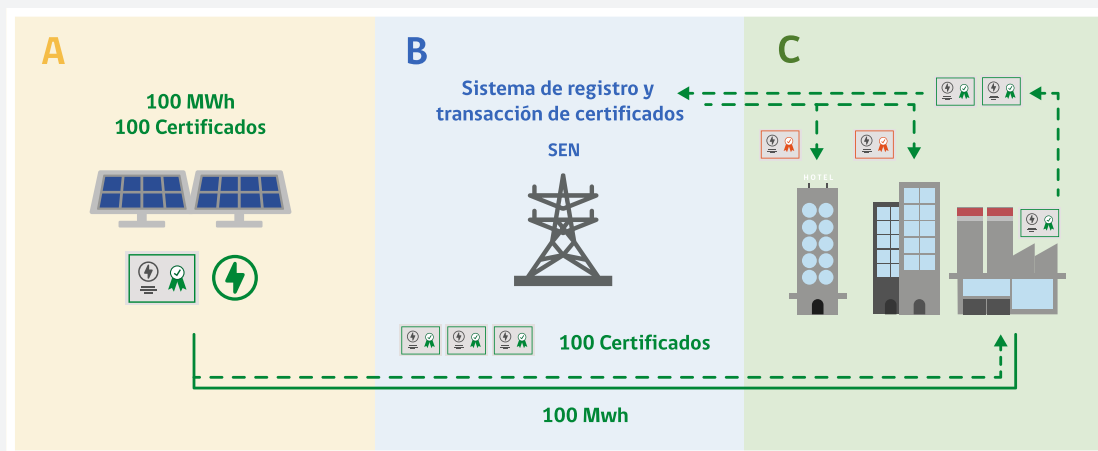 A
100 MWh
100 Certificados
B
Sistema de registro y
transacción de certificados
SEN
100 Certificados
100 Mwh
C
HOTEL